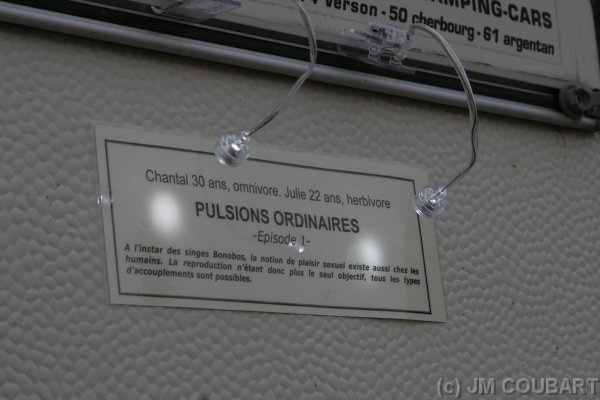 AMPING-CARS
4 verson - 50 cherbourg - 61 argentan
Chantal 30 ans, omnivore. Julie 22 ans, herbivore
PULSIONS ORDINAIRES
-Episode 1-
A l'instar des singes Bonobos, la notion de plaisir sexuel existe aussi chez les
humains. La reproduction n'étant donc plus le seul objectif, tous les types
d'accouplements sont possibles.
(c) JM COUBART